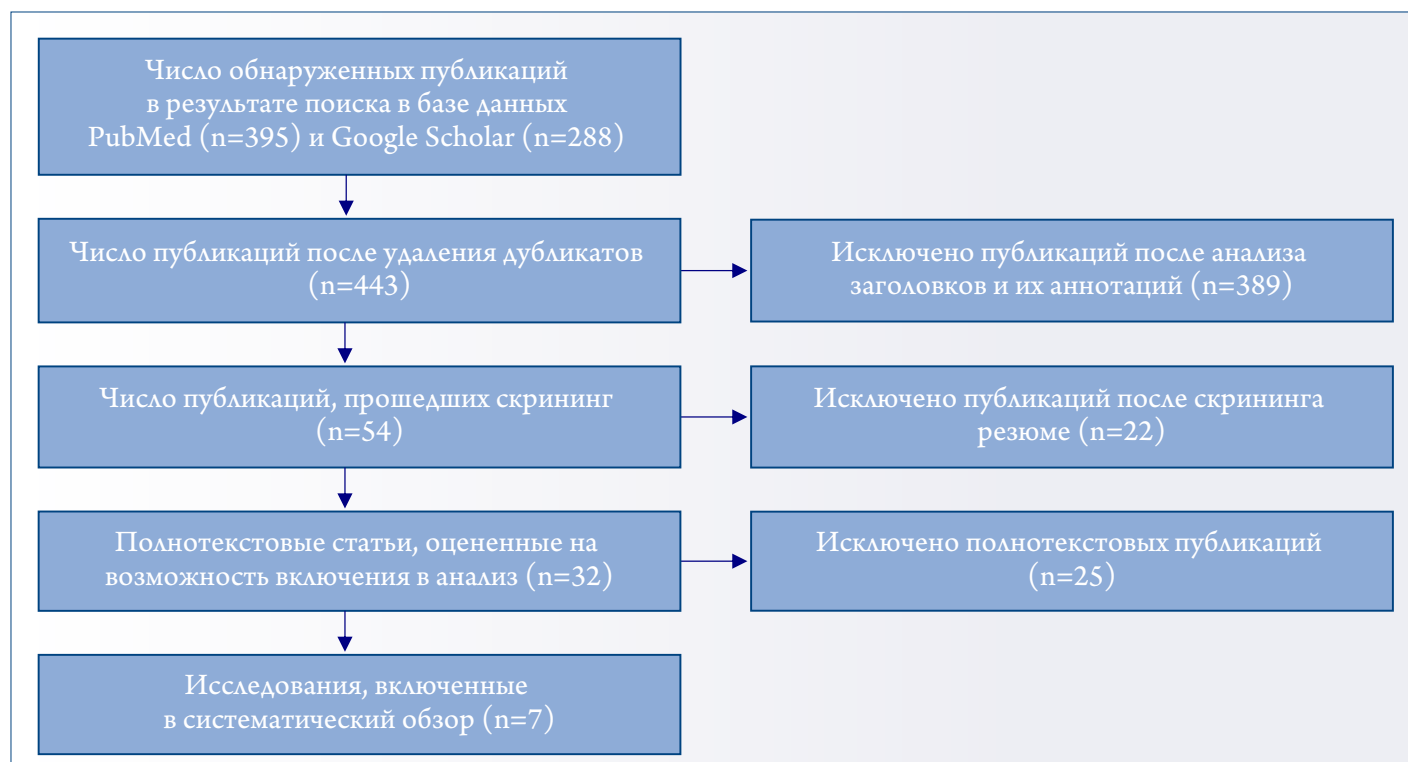 Число обнаруженных публикаций
в результате поиска в базе данных
PubMed (n=395) и Google Scholar (n=288)
Число публикаций после удаления дубликатов
(n=443)
Исключено публикаций после анализа
заголовков и их аннотаций (n=389)
Число публикаций, прошедших скрининг
(n=54)
Исключено публикаций после скрининга
резюме (n=22)
Полнотекстовые статьи, оцененные на
возможность включения в анализ (n=32)
Исключено полнотекстовых публикаций
(n=25)
Исследования, включенные
в систематический обзор (n=7)